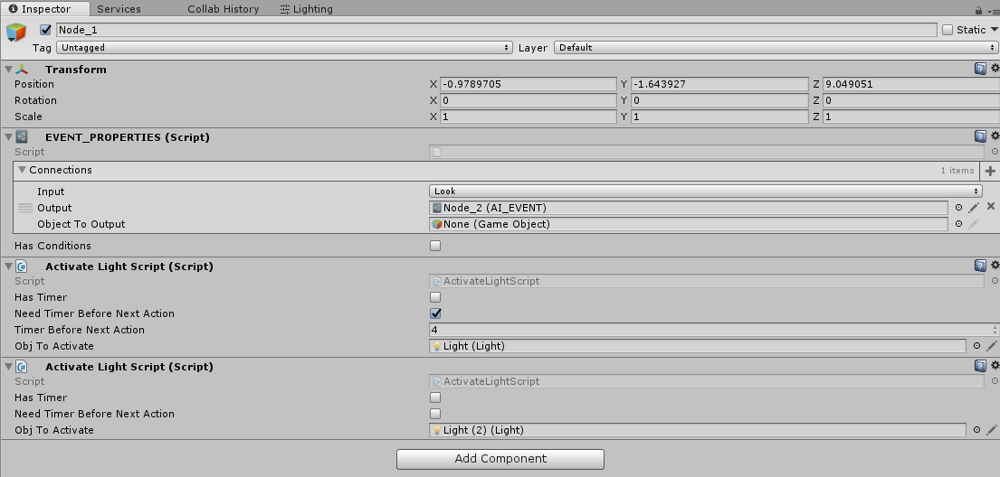 Inspector Services Collab History Lighting
Node_1 Static
Tag Untagged Layer Default
Transform
Position X -0.9789705 Y -1.643927 Z 9.049051
Rotation X 0 Y 0 Z 0
Scale X 1 Y 1 Z 1
EVENT_PROPERTIES (Script)
Script
Connections 1 items
Input Look
Output Node_2 (AI_EVENT)
Object To Output None (Game Object)
Has Conditions
Activate Light Script (Script)
Script ActivateLightScript
Has Timer
Need Timer Before Next Action
Timer Before Next Action 4
Obj To Activate Light (Light)
Activate Light Script (Script)
Script ActivateLightScript
Has Timer
Need Timer Before Next Action
Obj To Activate Light (2) (Light)
Add Component